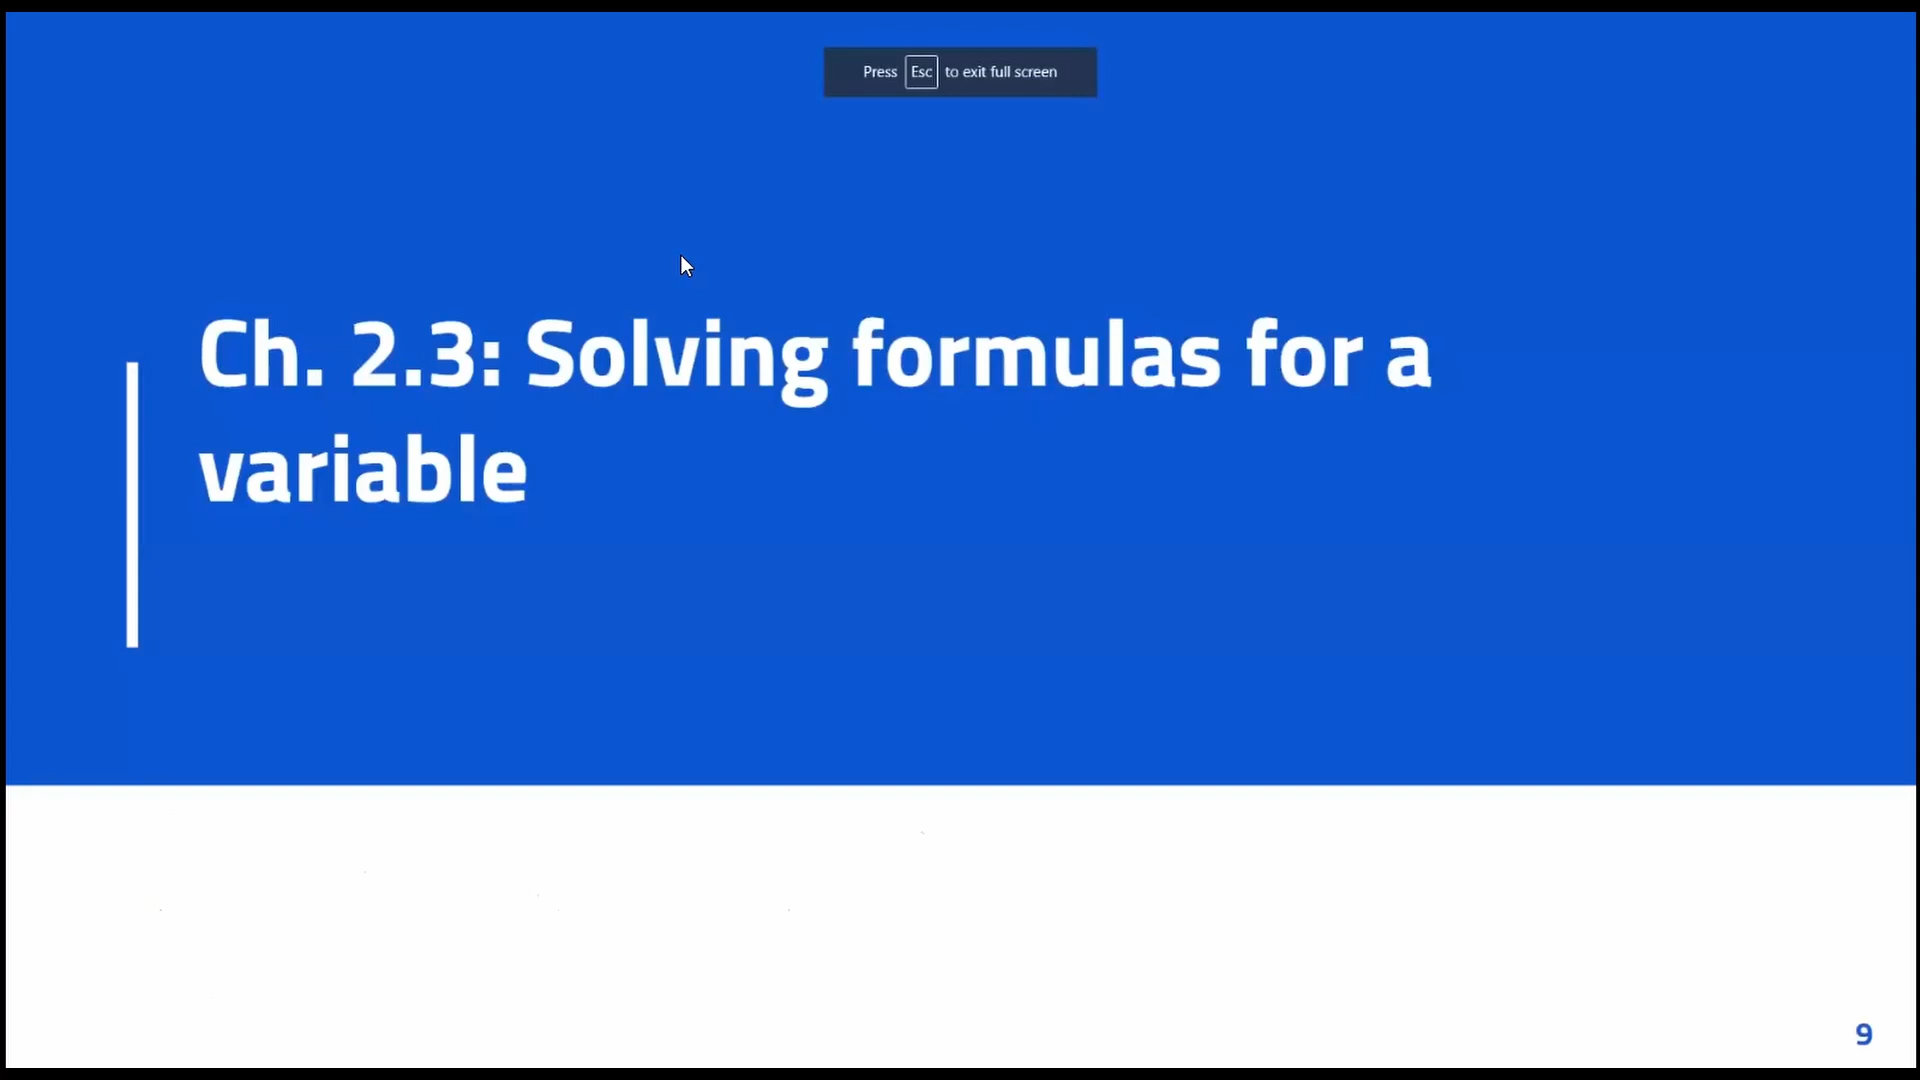 Press Esc to exit full screen
Ch. 2.3: Solving formulas for a
variable
9